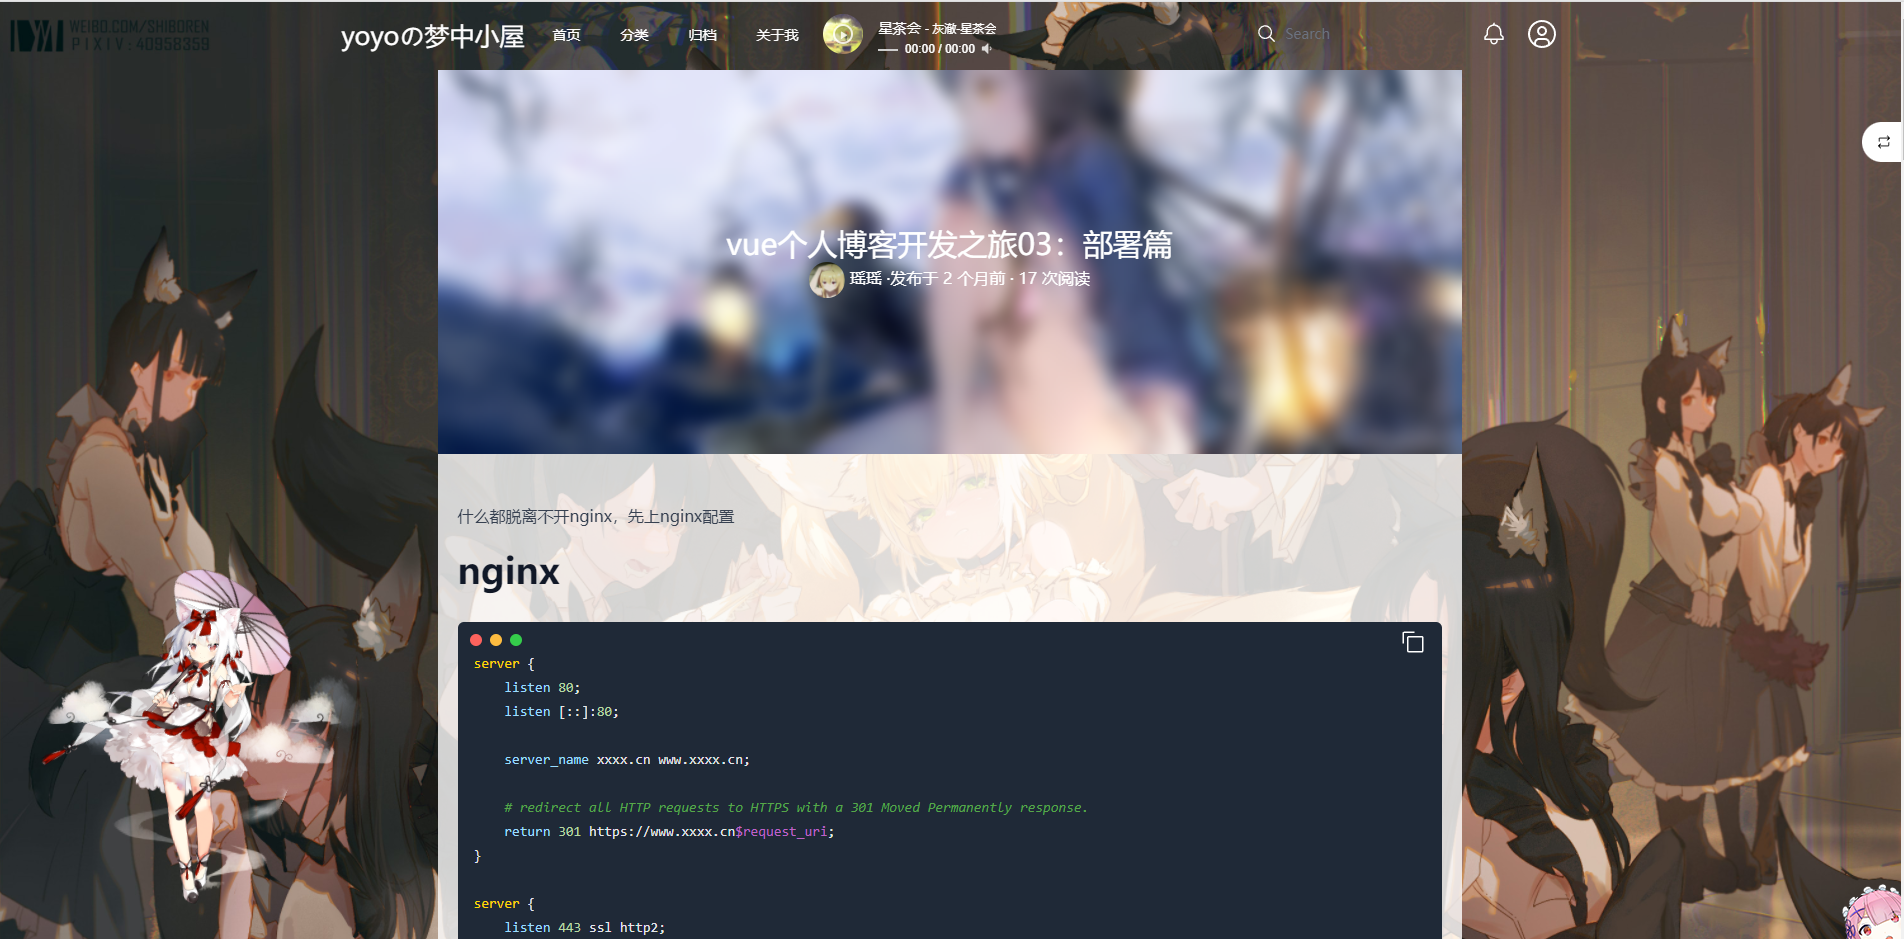 WEIBO.COM/SHIBOREN
PIXIV:40958359
yoyoの梦中小屋
首页
分类
归档
关于我
星茶会 - 灰澈-星茶会
00:00 / 00:00
Search
vue个人博客开发之旅03：部署篇
瑶瑶 ·发布于 2 个月前 · 17 次阅读
什么都脱离不开nginx，先上nginx配置
nginx
server {
    listen 80;
    listen [::]:80;
    server_name xxxx.cn www.xxxx.cn;
    # redirect all HTTP requests to HTTPS with a 301 Moved Permanently response.
    return 301 https://www.xxxx.cn$request_uri;
}
server {
    listen 443 ssl http2;